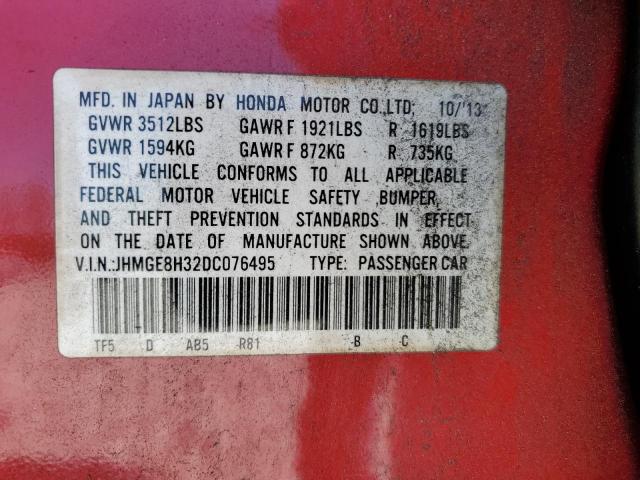 MFD. IN JAPAN BY HONDA MOTOR CO.,LTD; 10/'13
GVWR 3512LBS GAWR F 1921LBS R 1619LBS
GVWR 1594KG GAWR F 872KG R 735KG
THIS VEHICLE CONFORMS TO ALL APPLICABLE
FEDERAL MOTOR VEHICLE SAFETY ,BUMPER,
AND THEFT PREVENTION STANDARDS IN EFFECT
ON THE DATE OF MANUFACTURE SHOWN ABOVE.
V.I.N.:JHMGE8H32DC076495 TYPE: PASSENGER CAR
TF5 D AB5 -R81 -B C